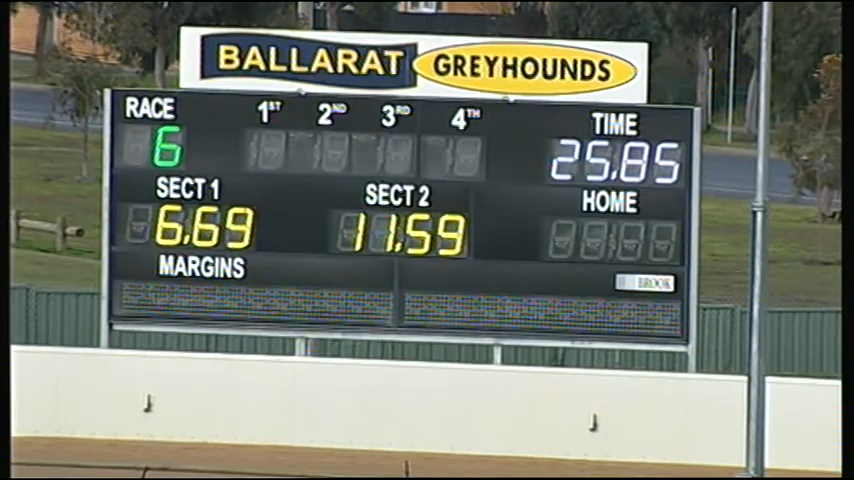 BALLARAT GREYHOUNDS
RACE 1ST 2ND 3RD 4TH TIME
6 25.85
SECT 1 SECT 2 HOME
6.69 11.59
MARGINS
BROOK